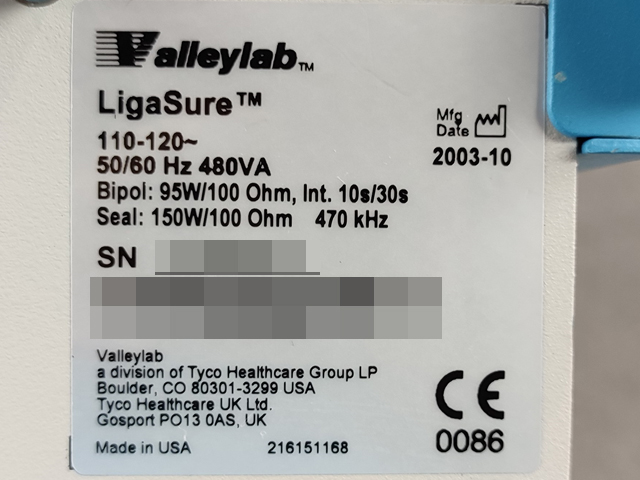 Valleylab™
LigaSure™
110-120~
50/60 Hz 480VA
Bipol: 95W/100 Ohm, Int. 10s/30s
Seal: 150W/100 Ohm 470 kHz
Mfg
Date
2003-10
SN
Valleylab
a division of Tyco Healthcare Group LP
Boulder, CO 80301-3299 USA
Tyco Healthcare UK Ltd.
Gosport PO13 0AS, UK
Made in USA 216151168
CE
0086